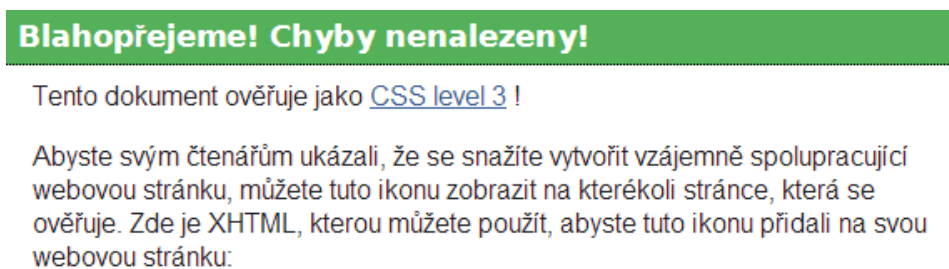 Blahopřejeme! Chyby nenalezeny!
Tento dokument ověřuje jako CSS level 3 !
Abyste svým čtenářům ukázali, že se snažíte vytvořit vzájemně spolupracující
webovou stránku, můžete tuto ikonu zobrazit na kterékoli stránce, která se
ověřuje. Zde je XHTML, kterou můžete použít, abyste tuto ikonu přidali na svou
webovou stránku: